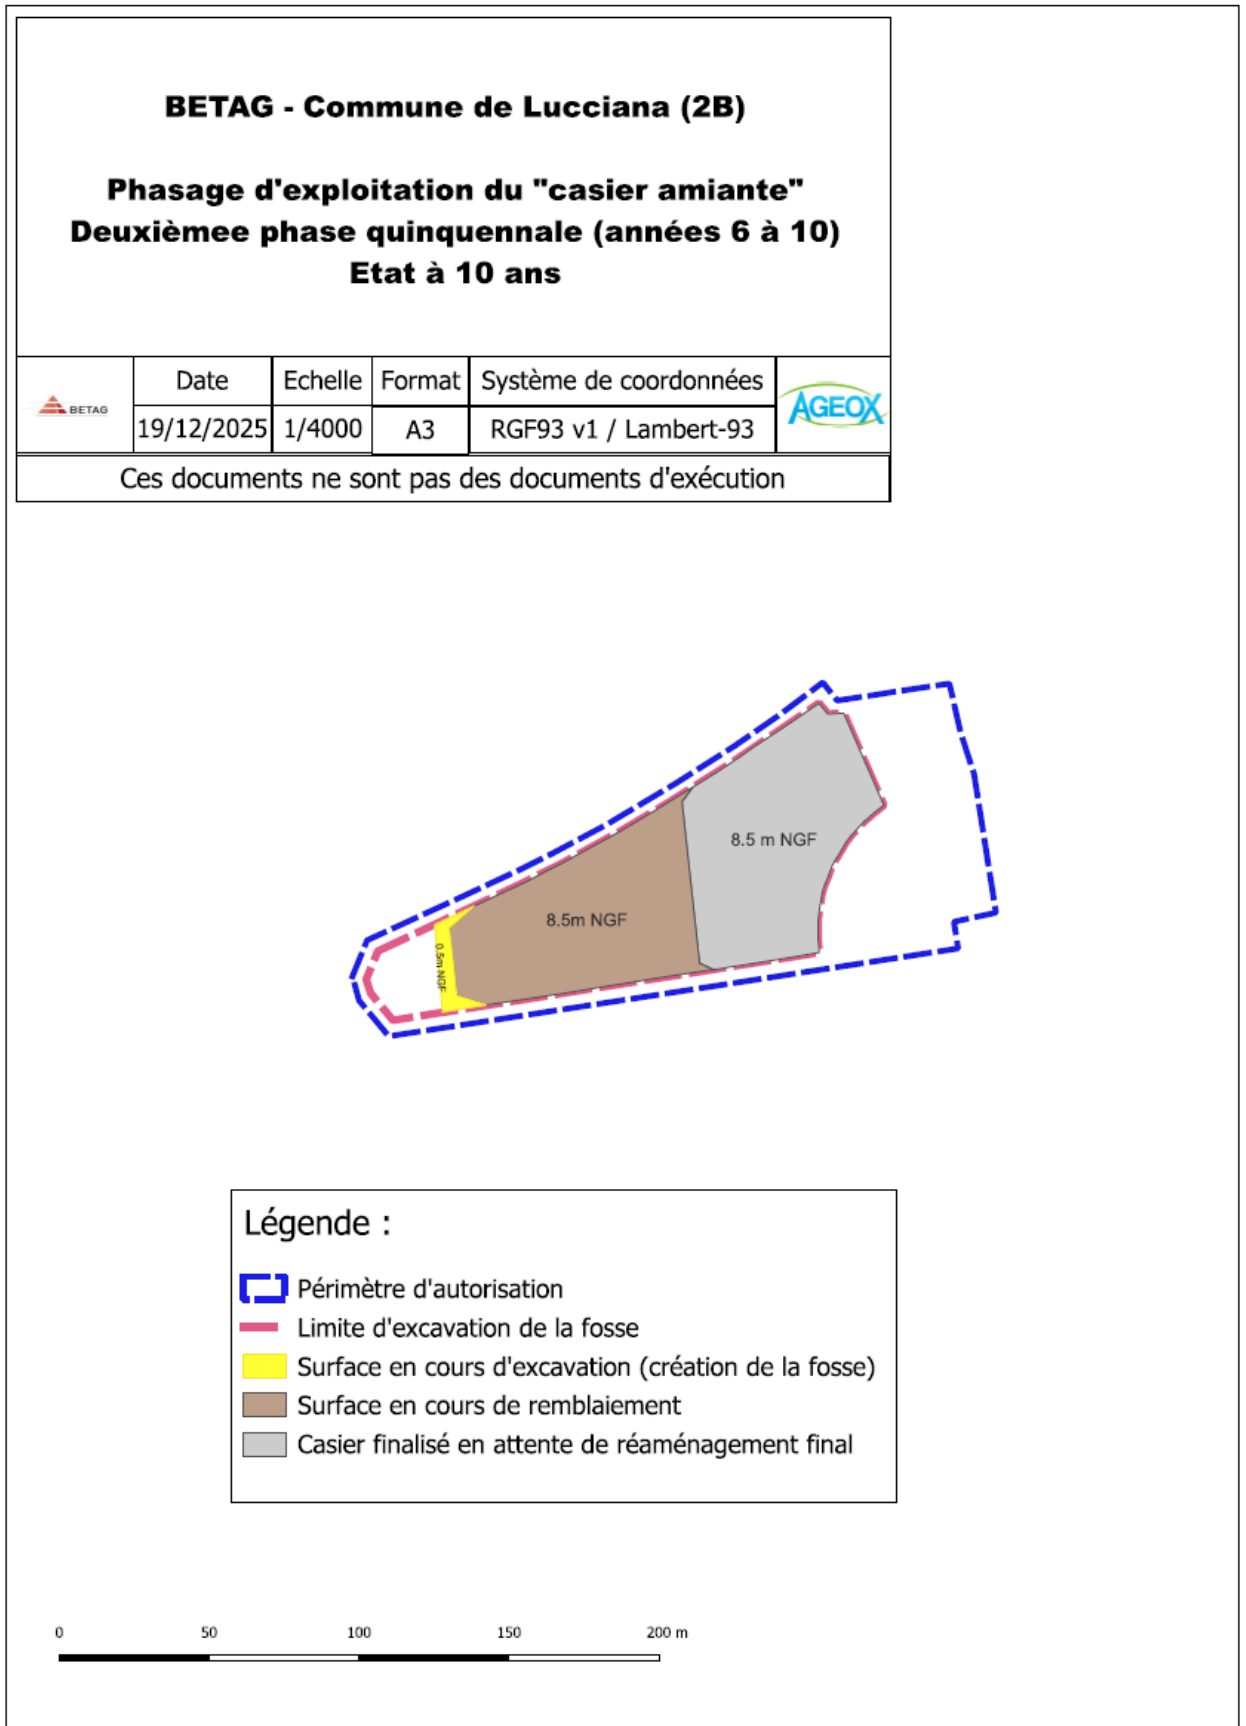 BETAG - Commune de Lucciana (2B)
Phasage d'exploitation du "casier amiante"
Deuxièmee phase quinquennale (années 6 à 10)
Etat à 10 ans
BETAG
Date
Echelle
Format
Système de coordonnées
AGEOX
19/12/2025
1/4000
A3
RGF93 v1 / Lambert-93
Ces documents ne sont pas des documents d'exécution
8.5 m NGF
8.5m NGF
0.5m NGF
Légende :
Périmètre d'autorisation
Limite d'excavation de la fosse
Surface en cours d'excavation (création de la fosse)
Surface en cours de remblaiement
Casier finalisé en attente de réaménagement final
0 50 100 150 200 m